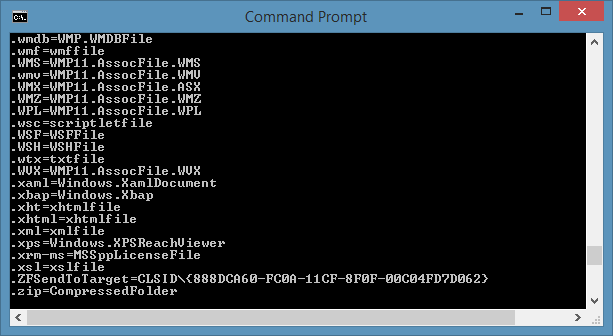 Command Prompt
.wmdb=WMP.WMDBFile
.wmf=wmffile
.WMS=WMP11.AssocFile.WMS
.wmv=WMP11.AssocFile.WMV
.WMX=WMP11.AssocFile.ASX
.WMZ=WMP11.AssocFile.WMZ
.WPL=WMP11.AssocFile.WPL
.wsc=scriptletfile
.WSF=WSFFile
.WSH=WSHFile
.wtx=txtfile
.WVX=WMP11.AssocFile.WVX
.xaml=Windows.XamlDocument
.xbap=Windows.Xbap
.xht=xhtmlfile
.xhtml=xhtmlfile
.xml=xmlfile
.xps=Windows.XPSReachViewer
.xrm-ms=MSSppLicenseFile
.xsl=xslfile
.ZFSendToTarget=CLSID\{888DCA60-FC0A-11CF-8F0F-00C04FD7D062}
.zip=CompressedFolder